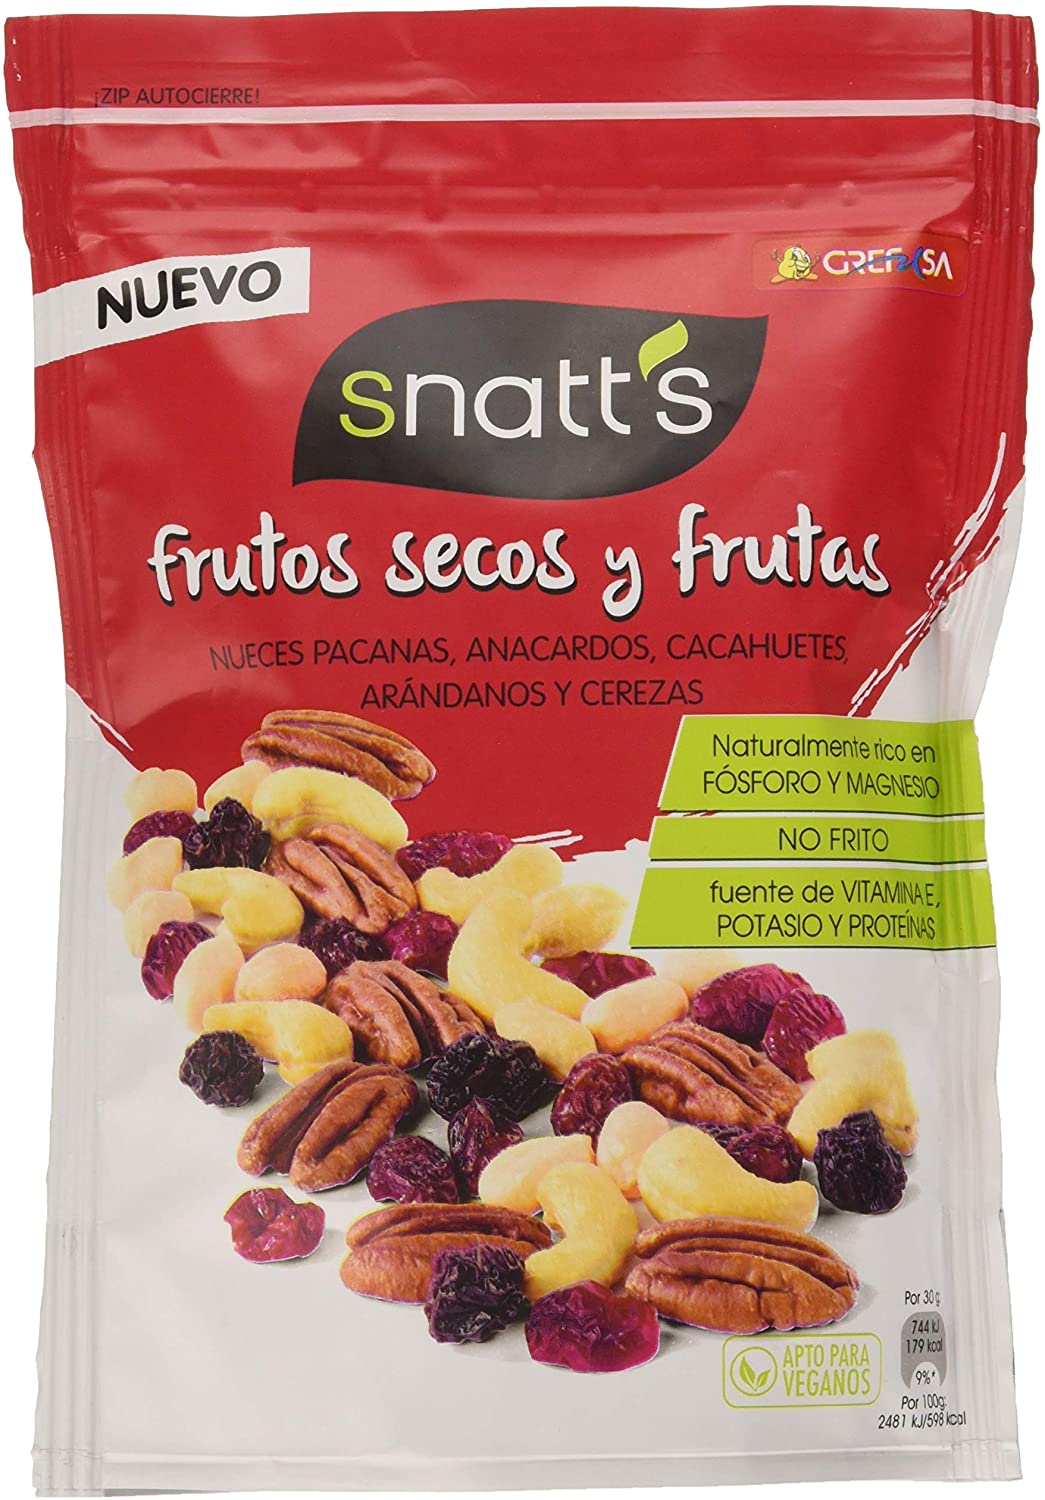 ¡ZIP AUTOCIERRE!
NUEVO
GREFUSA
snatt's
frutos secos y frutas
NUECES PACANAS, ANACARDOS, CACAHUETES,
ARÁNDANOS Y CEREZAS
Naturalmente rico en
FÓSFORO Y MAGNESIO
NO FRITO
fuente de VITAMINA E,
POTASIO Y PROTEÍNAS
Por 30 g:
744 kJ
179 kcal
9%*
Por 100g:
2481 kJ/598 kcal
APTO PARA
VEGANOS